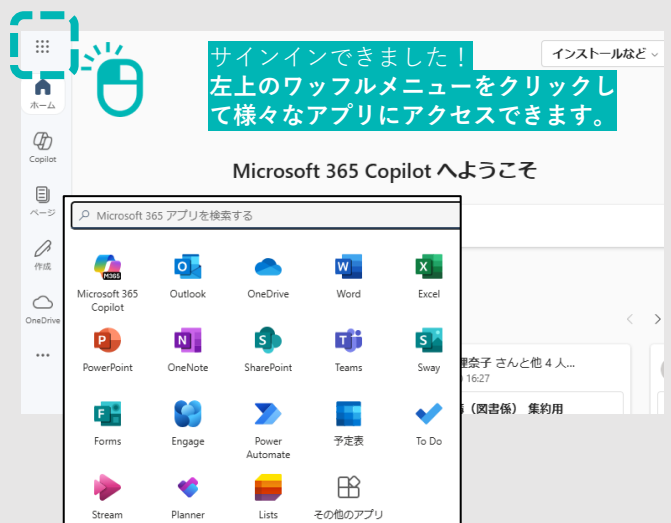 サインインできました！
左上のワッフルメニューをクリックし
て様々なアプリにアクセスできます。
インストールなど
ホーム
Copilot
ページ
作成
OneDrive
Microsoft 365 Copilot へようこそ
Microsoft 365 アプリを検索する
M365
Microsoft 365
Copilot
Outlook
OneDrive
Word
Excel
PowerPoint
OneNote
SharePoint
Teams
Sway
Forms
Engage
Power
Automate
予定表
To Do
Stream
Planner
Lists
その他のアプリ
理奈子 さんと他 4 人...
16:27
（図書係） 集約用